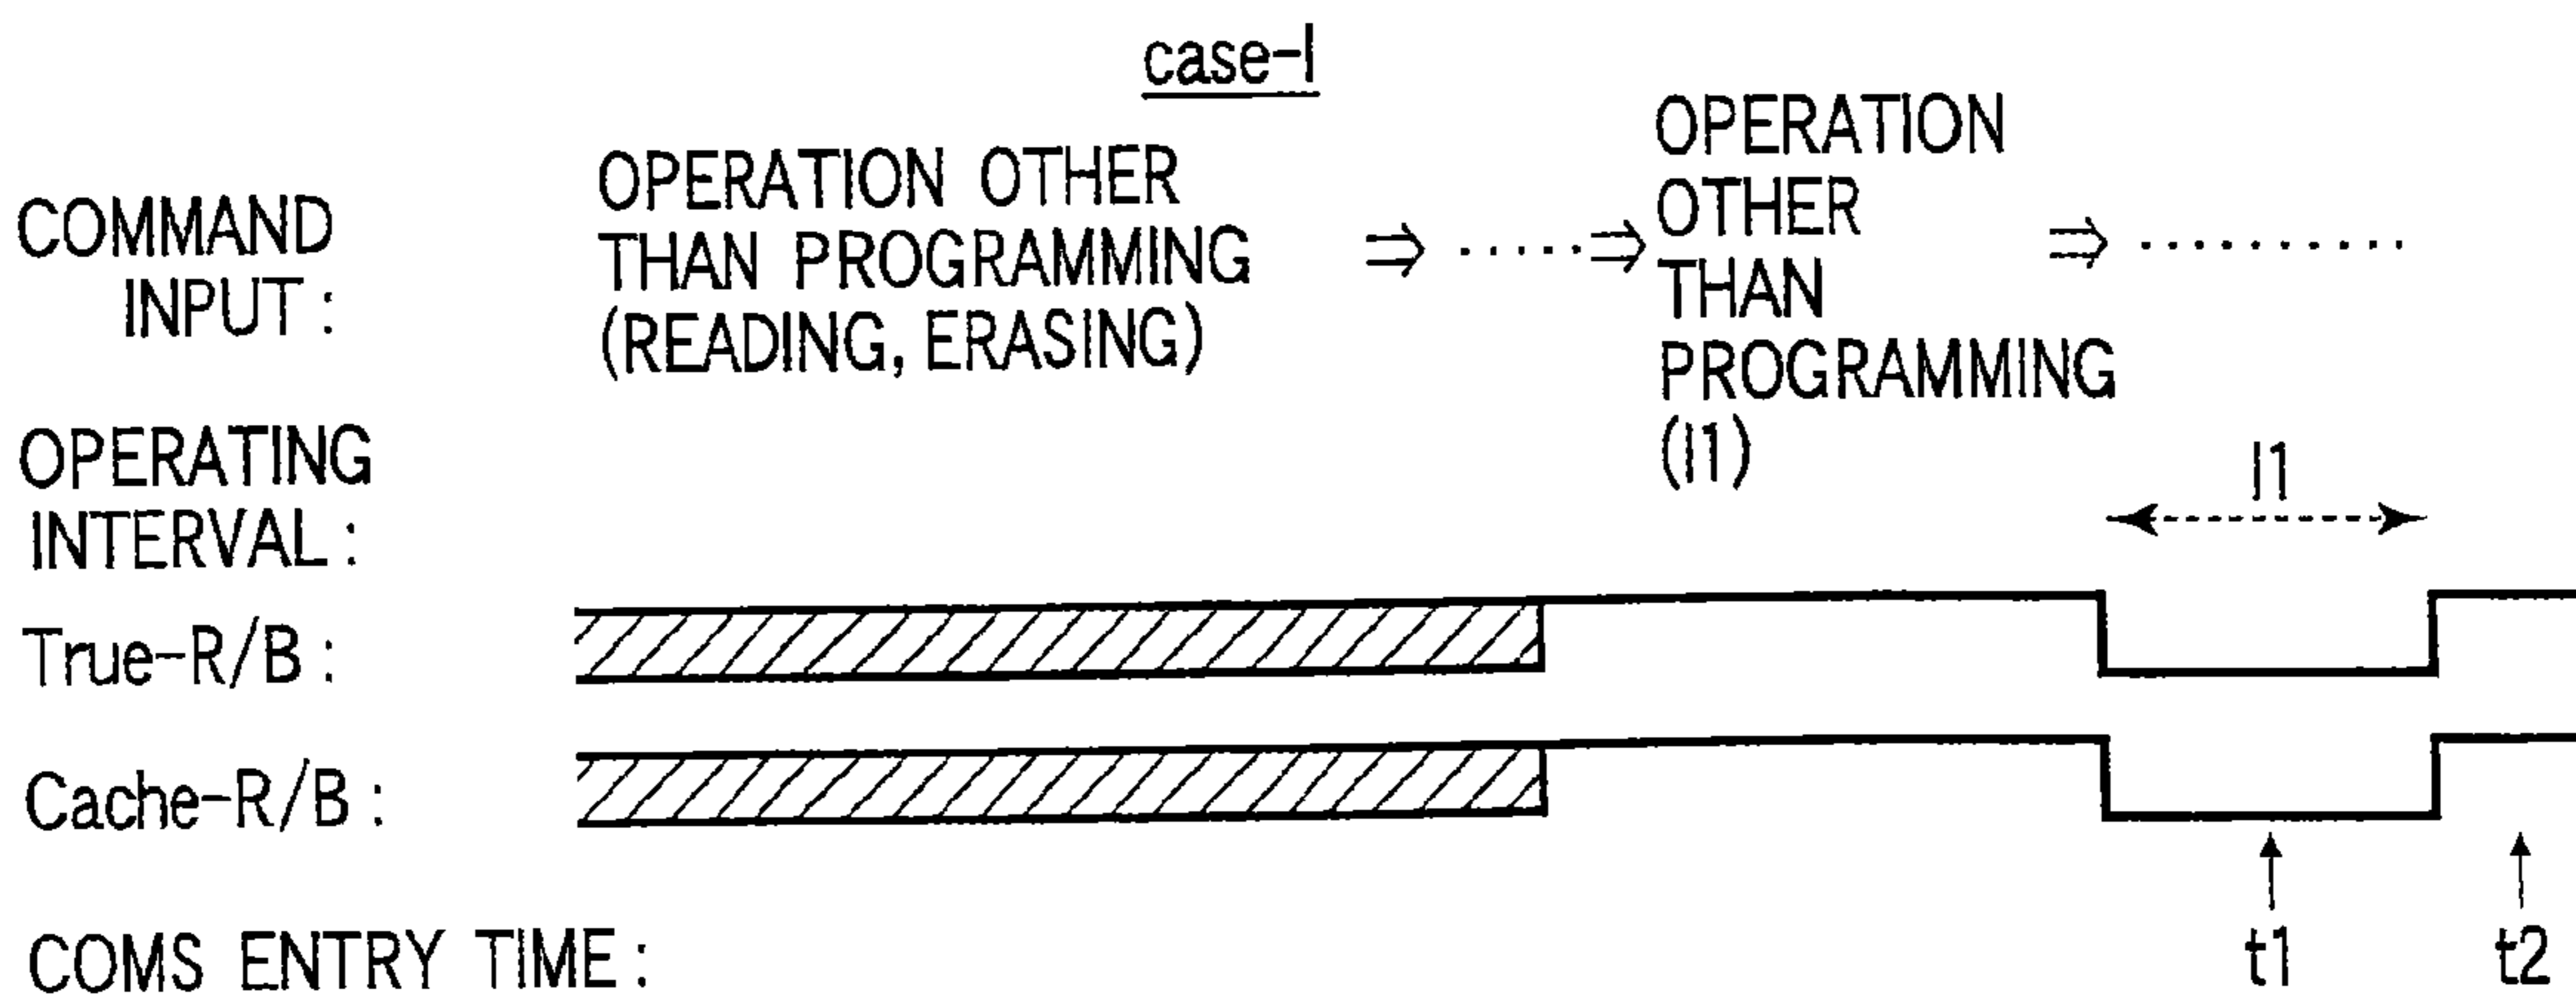 case-I
COMMAND INPUT :
OPERATION OTHER
THAN PROGRAMMING
(READING, ERASING)
⇒ ····· ⇒
OPERATION
OTHER
THAN
PROGRAMMING
(I1)
⇒ ··········
OPERATING
INTERVAL :
I1
True-R/B :
Cache-R/B :
COMS ENTRY TIME :
t1
t2